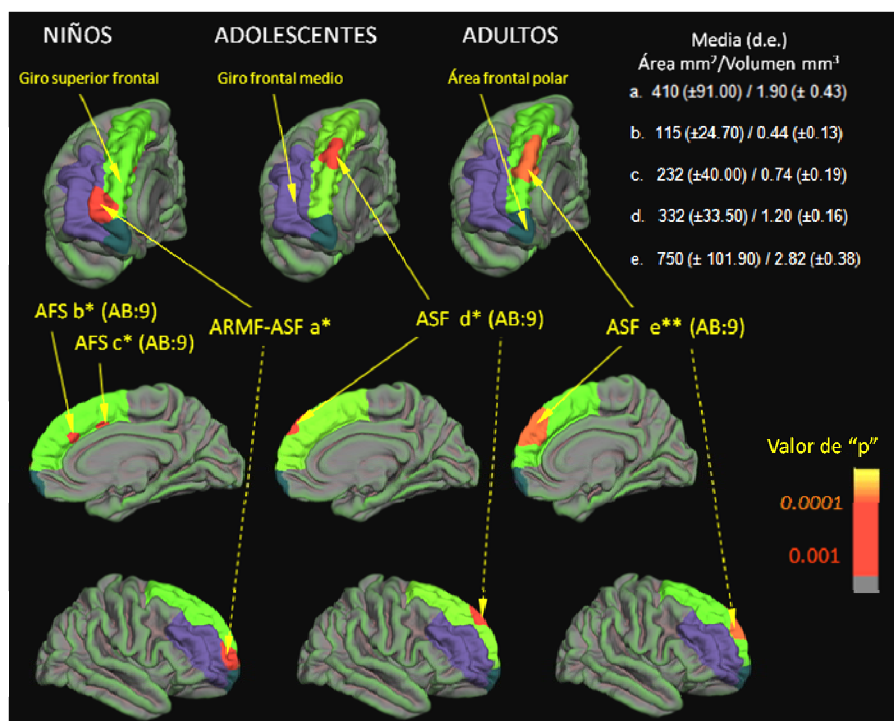 NIÑOS
ADOLESCENTES
ADULTOS
Giro superior frontal
Giro frontal medio
Área frontal polar
Media (d.e.)
Área mm²/Volumen mm³
a. 410 (±91.00) / 1.90 (± 0.43)
b. 115 (±24.70) / 0.44 (±0.13)
c. 232 (±40.00) / 0.74 (±0.19)
d. 332 (±33.50) / 1.20 (±0.16)
e. 750 (± 101.90) / 2.82 (±0.38)
AFS b* (AB:9)
AFS c* (AB:9)
ARMF-ASF a*
ASF d* (AB:9)
ASF e** (AB:9)
Valor de “p”
0.0001
0.001